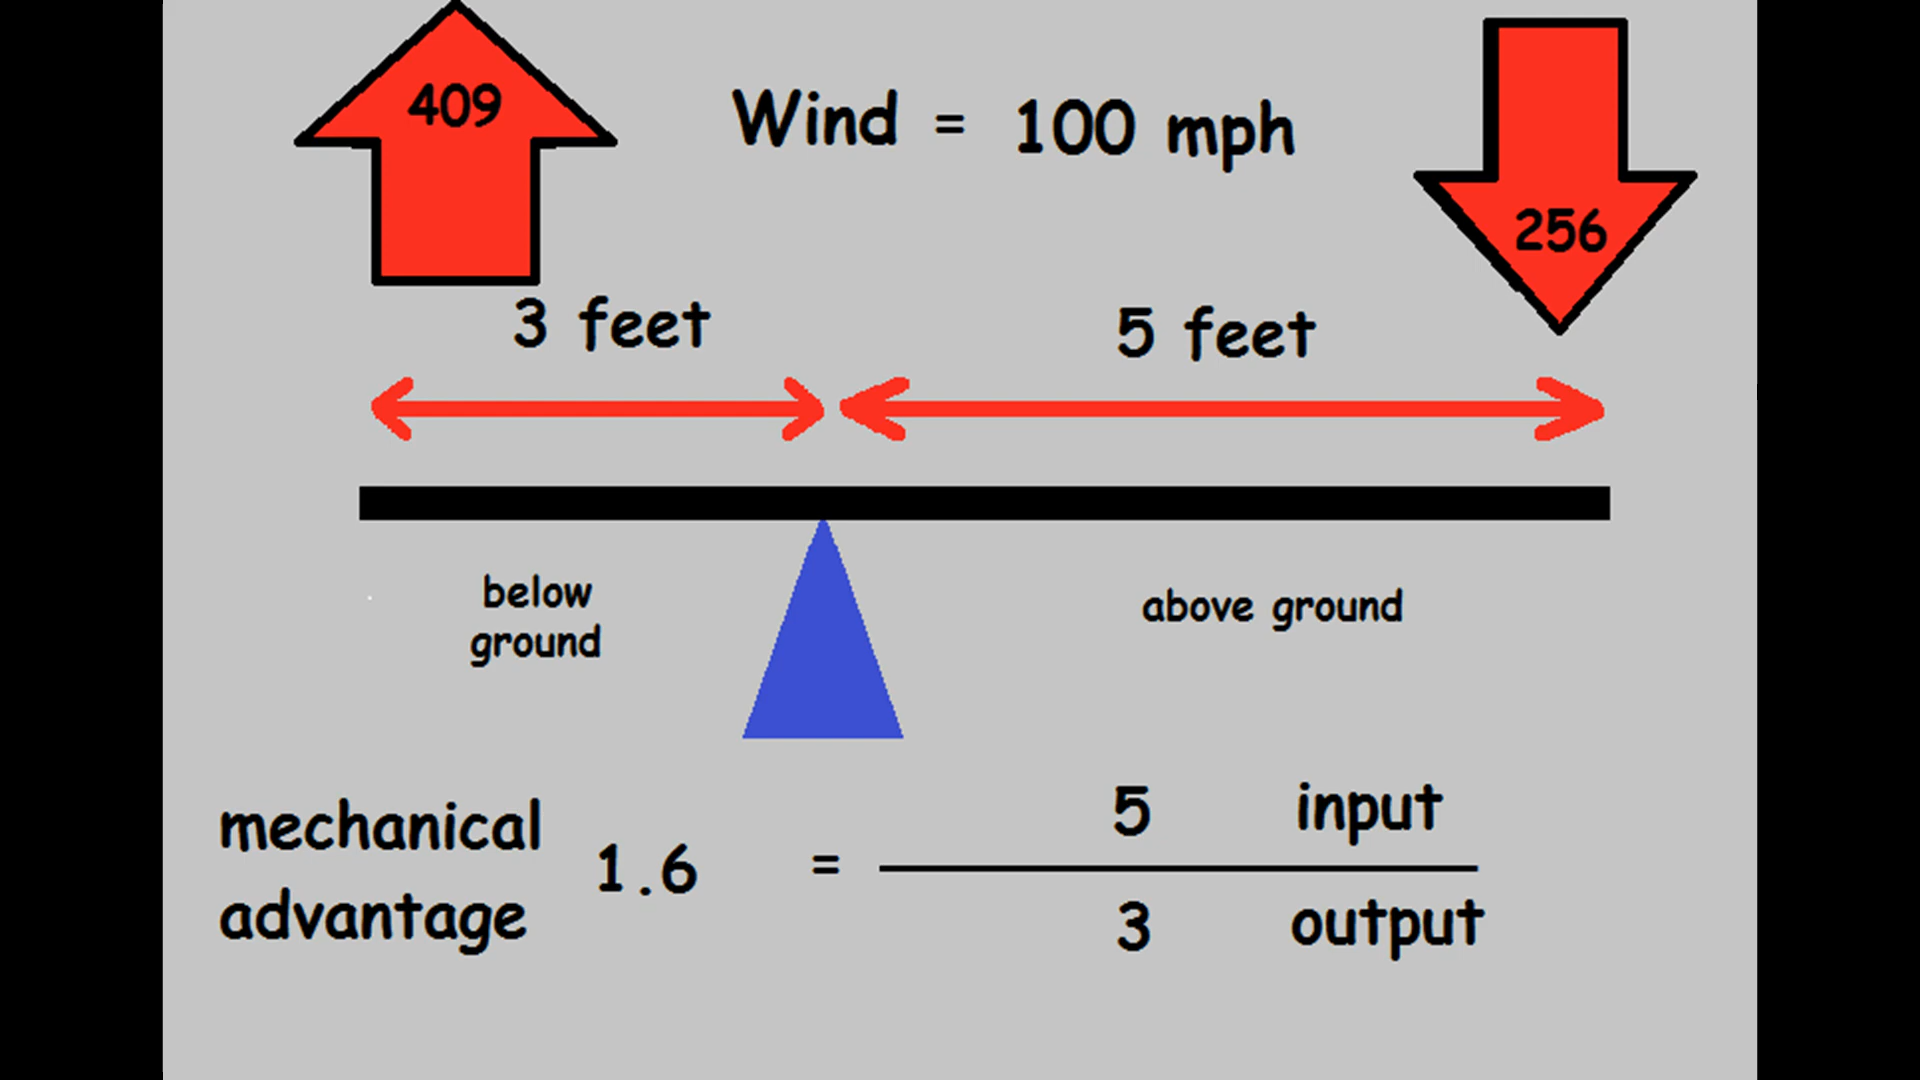 409
Wind = 100 mph
256
3 feet
5 feet
below
ground
above ground
mechanical
advantage
1.6 =
5 input
3 output